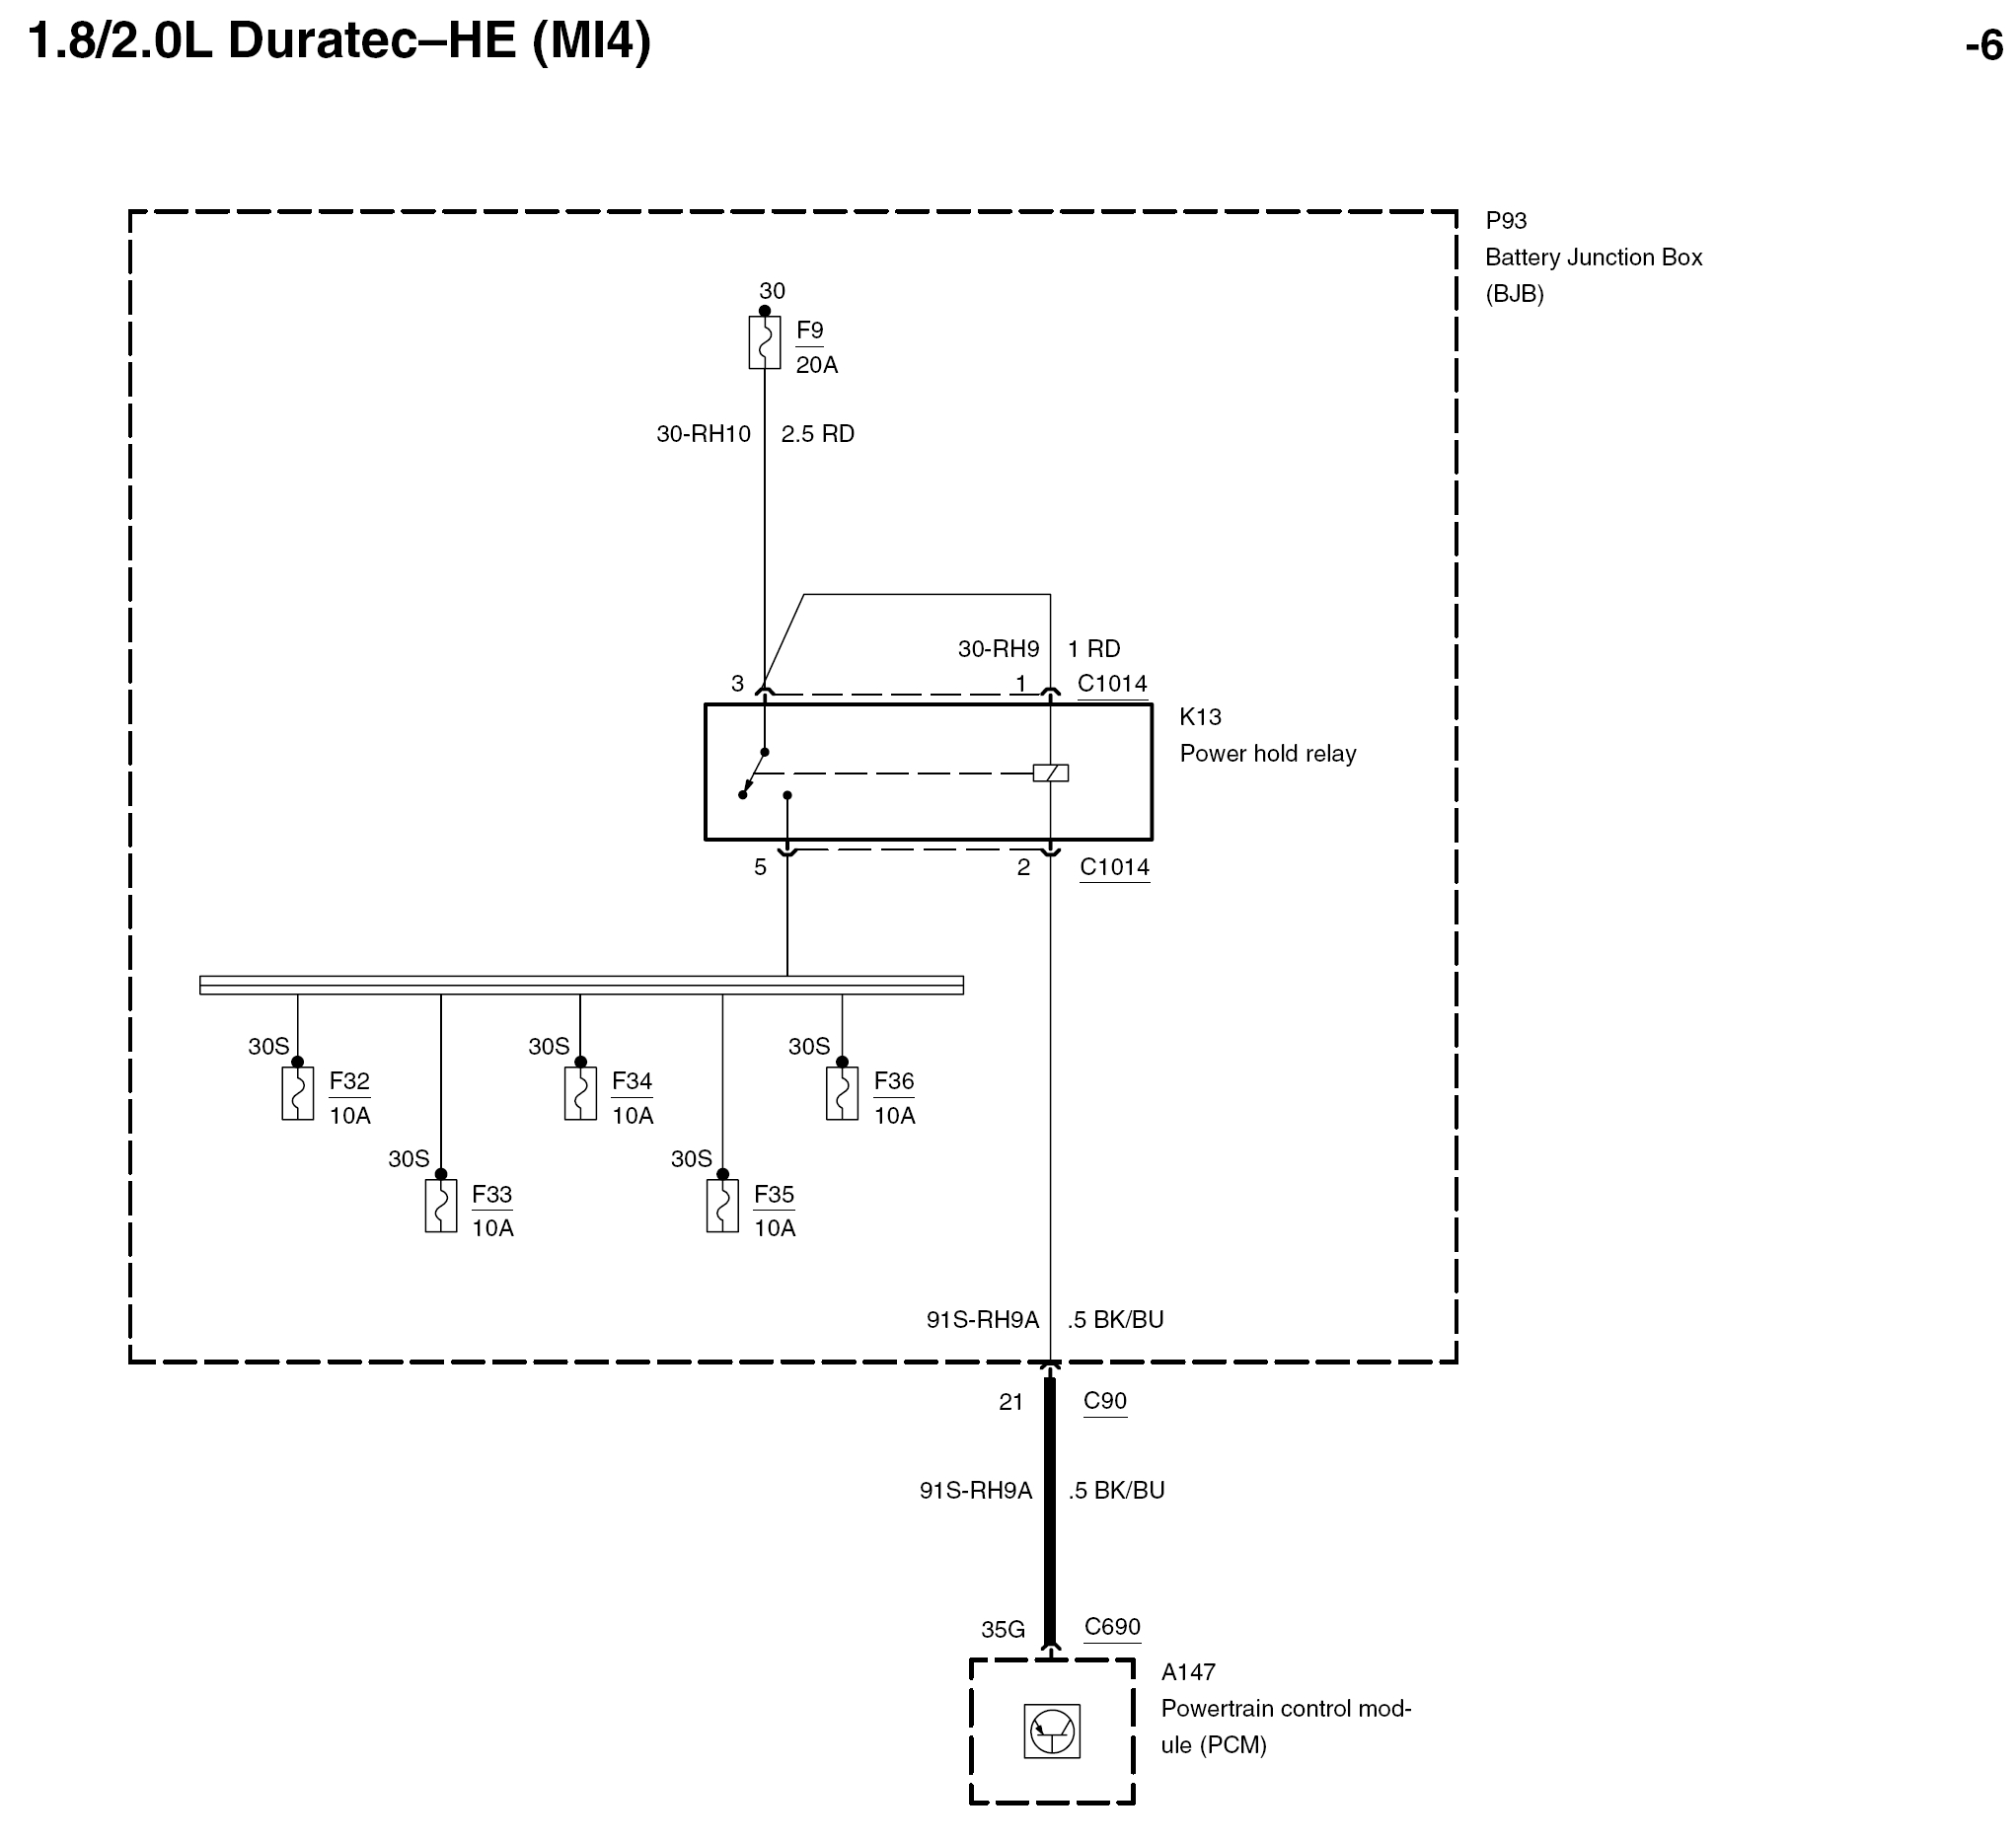 1.8/2.0L Duratec–HE (MI4)
-6
P93
Battery Junction Box
(BJB)
30
F9
20A
30-RH10
2.5 RD
30-RH9
1 RD
3
1
C1014
K13
Power hold relay
5
2
C1014
30S
F32
10A
30S
F34
10A
30S
F36
10A
30S
F33
10A
30S
F35
10A
91S-RH9A
.5 BK/BU
21
C90
91S-RH9A
.5 BK/BU
35G
C690
A147
Powertrain control mod-
ule (PCM)